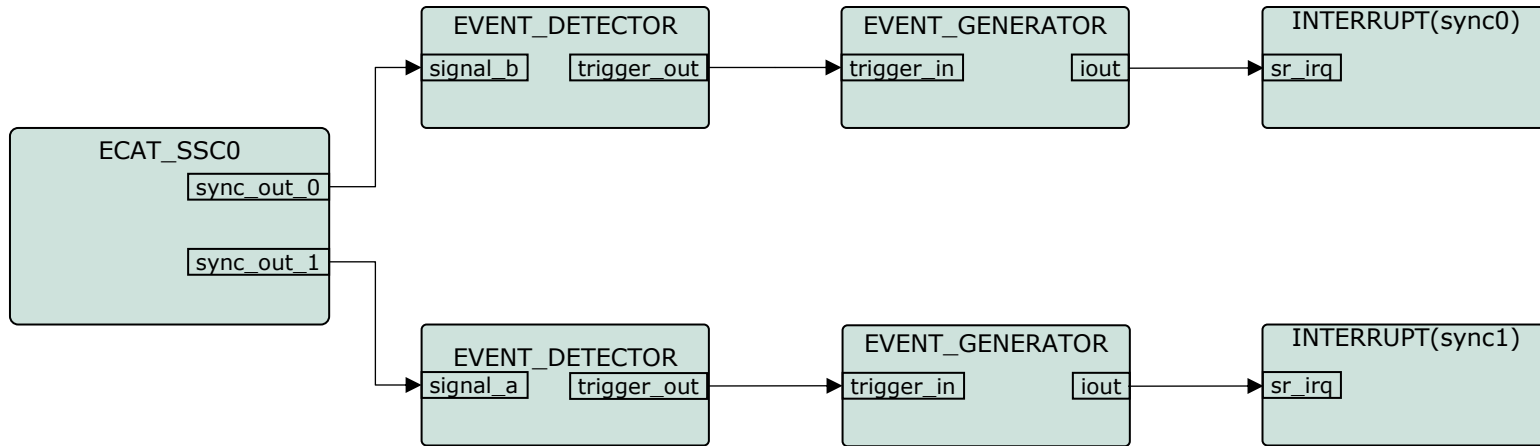 EVENT_DETECTOR
signal_b
trigger_out
EVENT_GENERATOR
trigger_in
iout
INTERRUPT(sync0)
sr_irq
ECAT_SSC0
sync_out_0
sync_out_1
EVENT_DETECTOR
signal_a
trigger_out
EVENT_GENERATOR
trigger_in
iout
INTERRUPT(sync1)
sr_irq